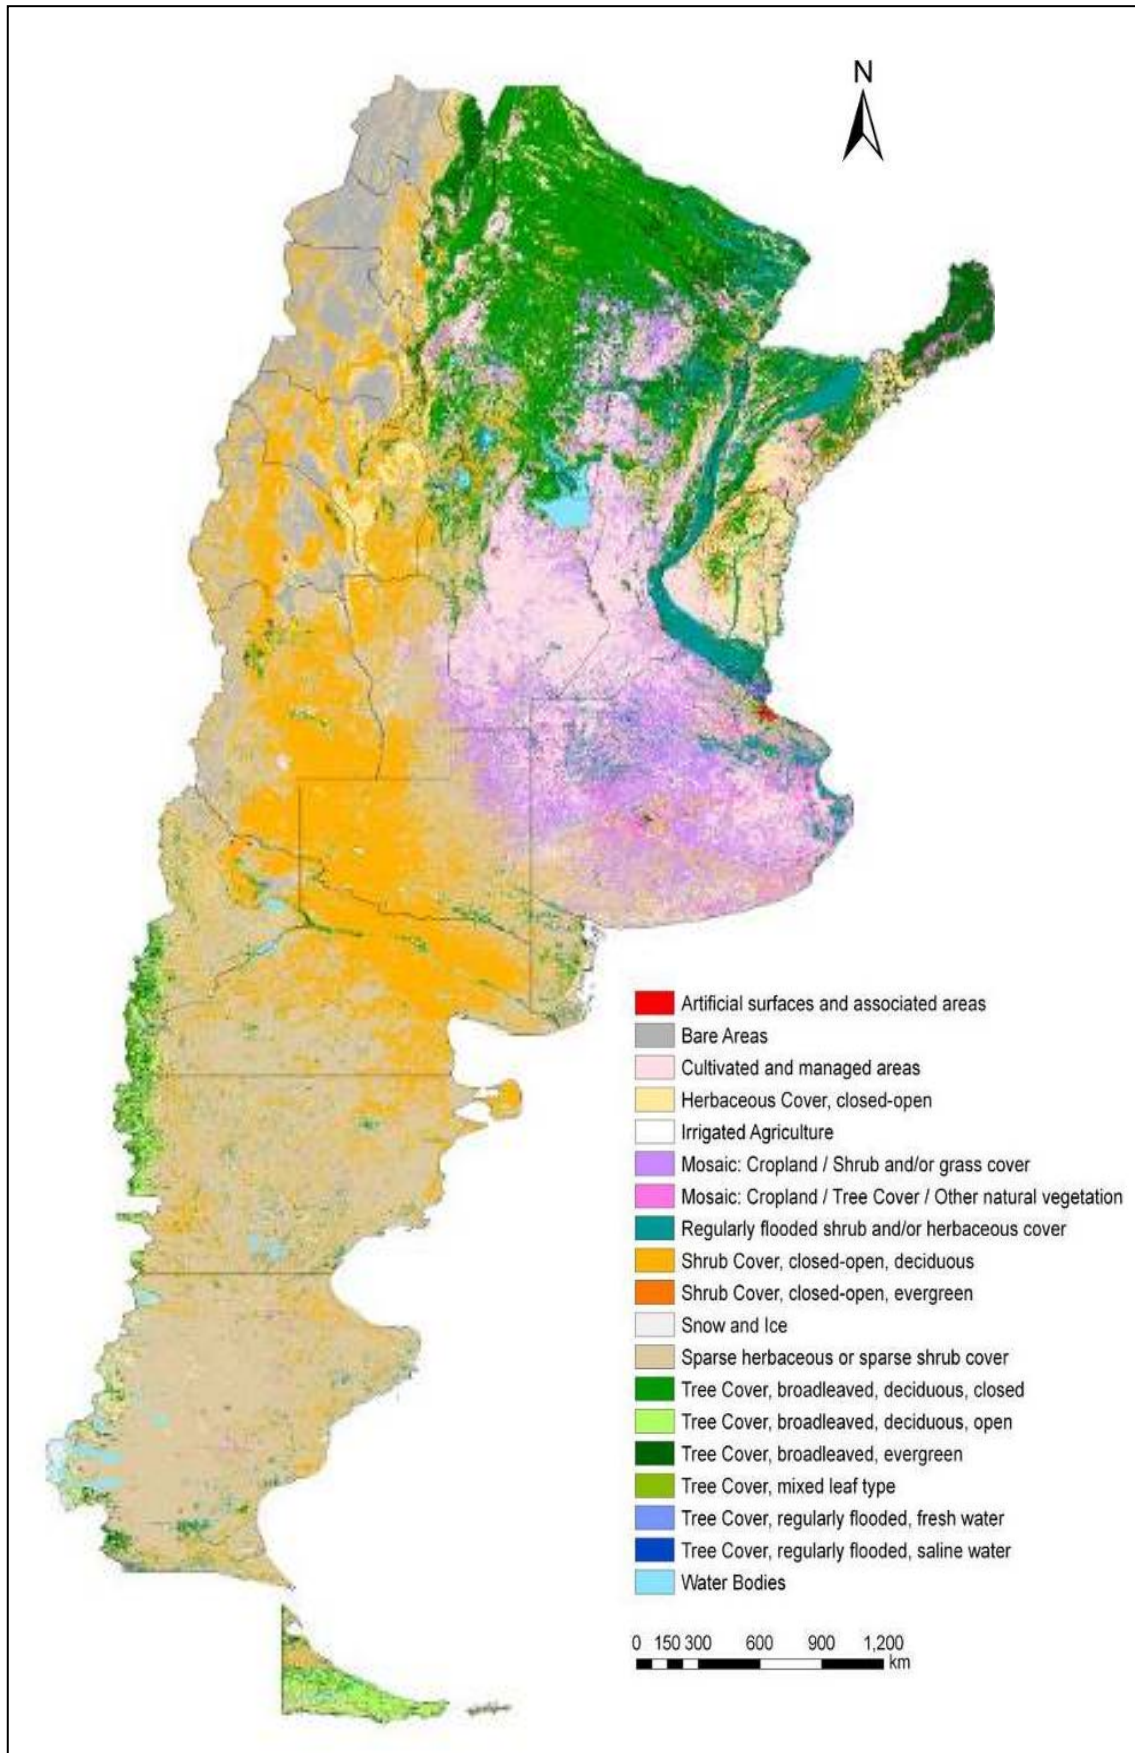 N
Artificial surfaces and associated areas
Bare Areas
Cultivated and managed areas
Herbaceous Cover, closed-open
Irrigated Agriculture
Mosaic: Cropland / Shrub and/or grass cover
Mosaic: Cropland / Tree Cover / Other natural vegetation
Regularly flooded shrub and/or herbaceous cover
Shrub Cover, closed-open, deciduous
Shrub Cover, closed-open, evergreen
Snow and Ice
Sparse herbaceous or sparse shrub cover
Tree Cover, broadleaved, deciduous, closed
Tree Cover, broadleaved, deciduous, open
Tree Cover, broadleaved, evergreen
Tree Cover, mixed leaf type
Tree Cover, regularly flooded, fresh water
Tree Cover, regularly flooded, saline water
Water Bodies
0 150 300 600 900 1,200
km